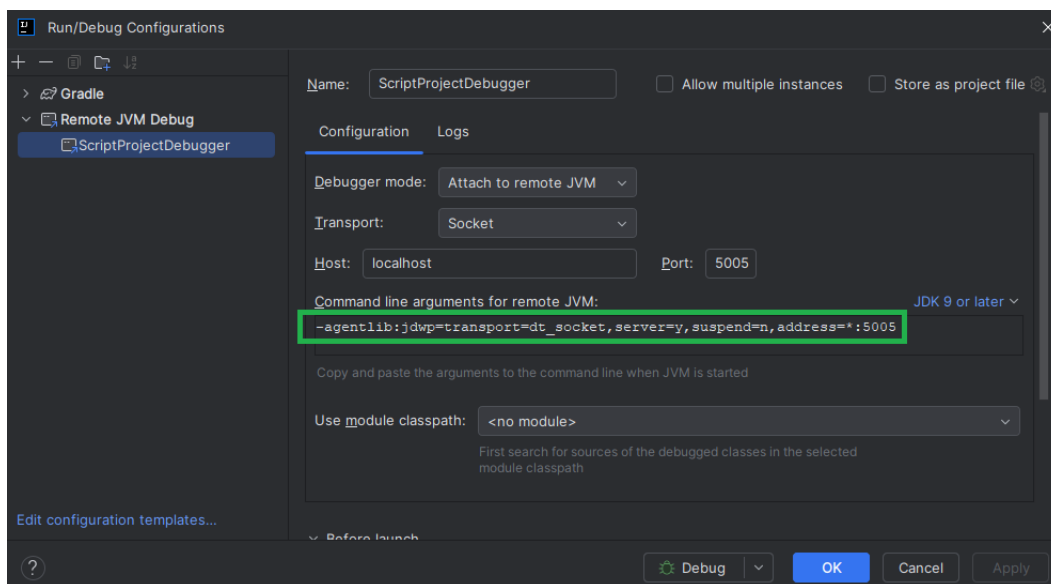 Run/Debug Configurations
Gradle
Remote JVM Debug
ScriptProjectDebugger
Edit configuration templates...
Name: ScriptProjectDebugger Allow multiple instances Store as project file
Configuration Logs
Debugger mode: Attach to remote JVM
Transport: Socket
Host: localhost Port: 5005
Command line arguments for remote JVM: JDK 9 or later
-agentlib:jdwp=transport=dt_socket,server=y,suspend=n,address=*:5005
Copy and paste the arguments to the command line when JVM is started
Use module classpath: <no module>
First search for sources of the debugged classes in the selected
module classpath
Before launch
? Debug OK Cancel Apply